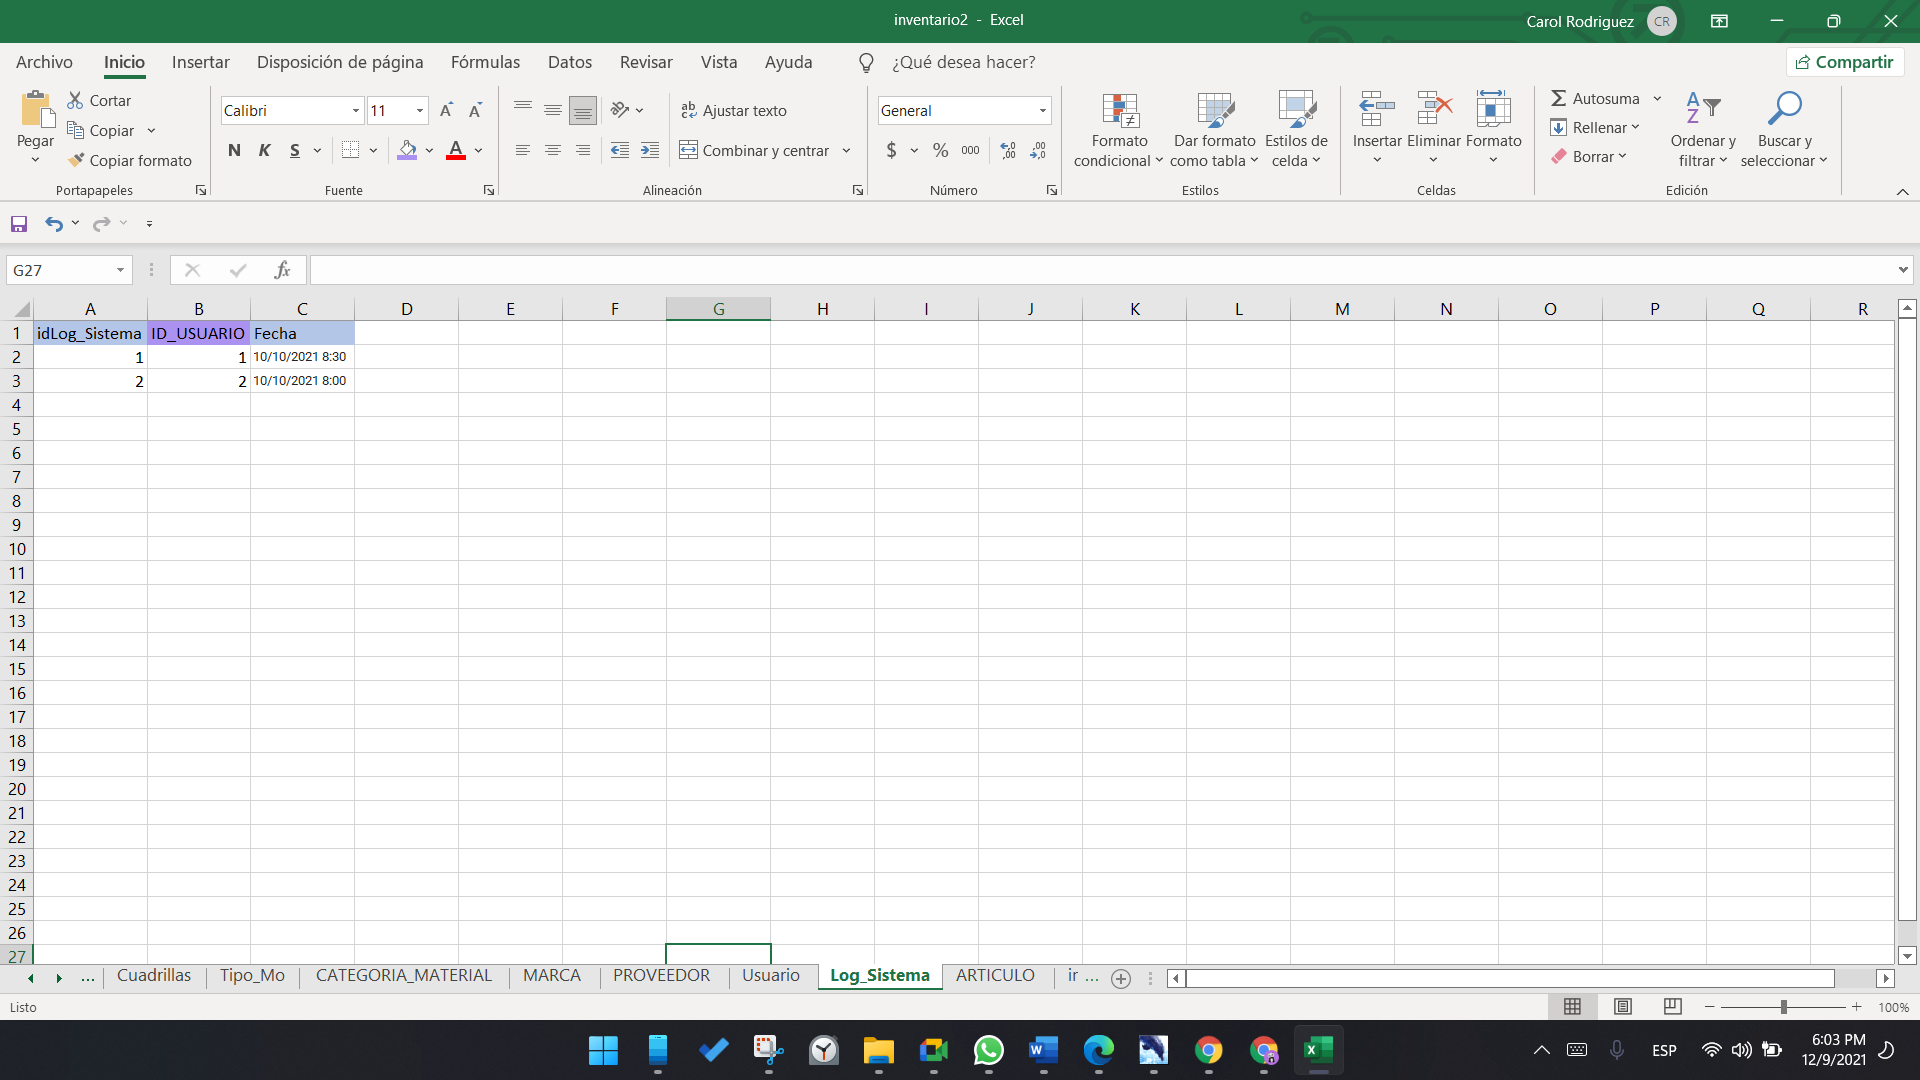 inventario2 - Excel
Carol Rodriguez CR
Archivo Inicio Insertar Disposición de página Fórmulas Datos Revisar Vista Ayuda ¿Qué desea hacer? Compartir
Pegar
Cortar
Copiar
Copiar formato
Portapapeles
Calibri 11
N K S A
Fuente
Ajustar texto
Combinar y centrar
Alineación
General
$ % 000
Número
Formato condicional
Dar formato como tabla
Estilos de celda
Estilos
Insertar Eliminar Formato
Celdas
Autosuma
Rellenar
Borrar
Ordenar y filtrar
Buscar y seleccionar
Edición
G27 fx
A B C D E F G H I J K L M N O P Q R
1 idLog_Sistema ID_USUARIO Fecha
2 1 1 10/10/2021 8:30
3 2 2 10/10/2021 8:00
4
5
6
7
8
9
10
11
12
13
14
15
16
17
18
19
20
21
22
23
24
25
26
27
... Cuadrillas Tipo_Mo CATEGORIA_MATERIAL MARCA PROVEEDOR Usuario Log_Sistema ARTICULO ir ...
Listo 100%
ESP 6:03 PM
12/9/2021